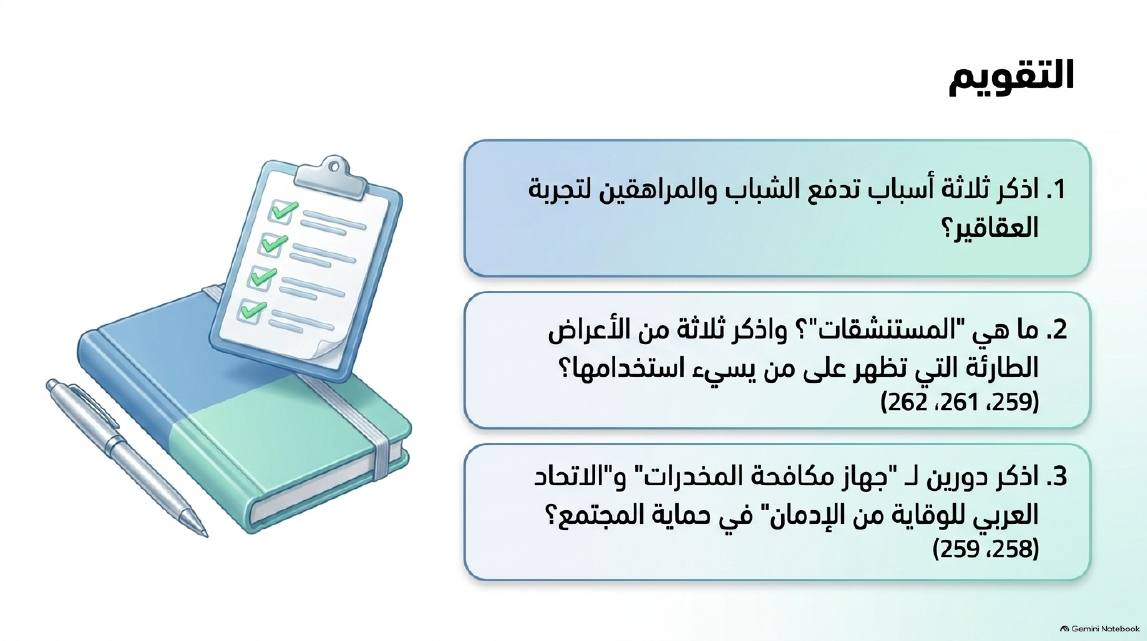 التقويم
1. اذكر ثلاثة أسباب تدفع الشباب والمراهقين لتجربة
العقاقير؟
2. ما هي "المستنشقات"؟ واذكر ثلاثة من الأعراض
الطارئة التي تظهر على من يسيء استخدامها؟
(259، 261، 262)
3. اذكر دورين لـ "جهاز مكافحة المخدرات" و"الاتحاد
العربي للوقاية من الإدمان" في حماية المجتمع؟
(258، 259)
Gemini Notebook